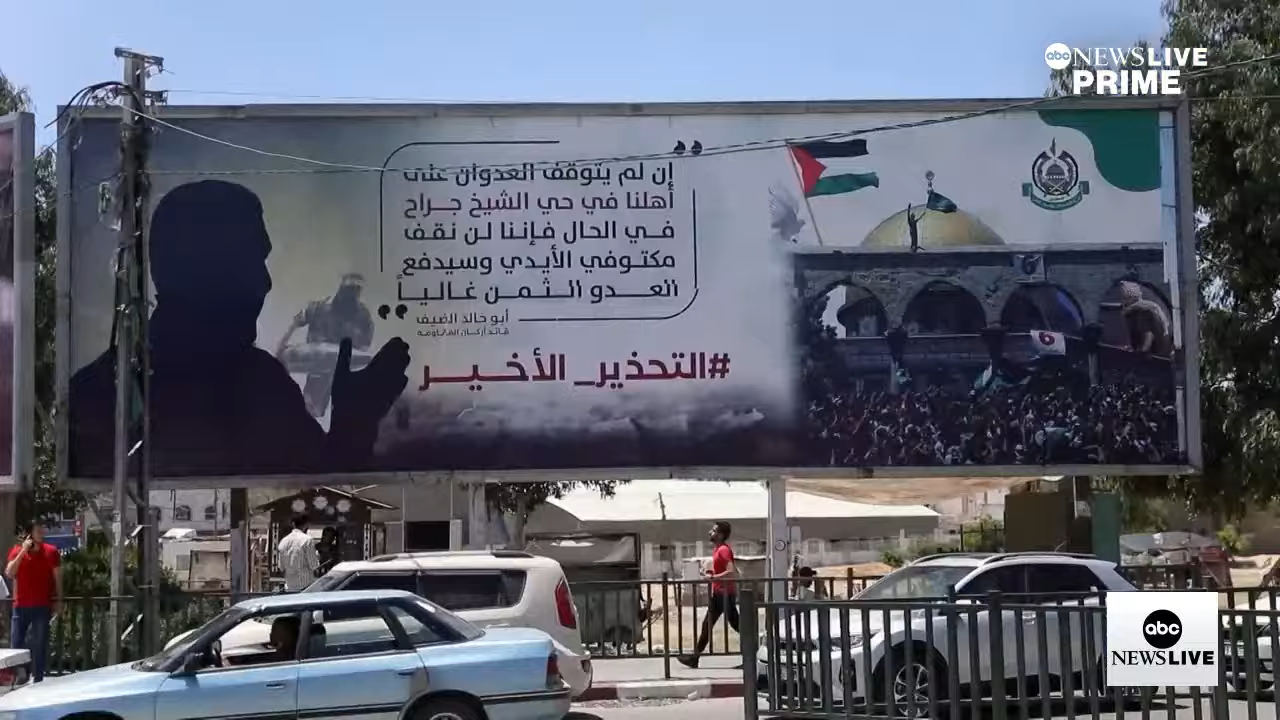 abc NEWS LIVE
PRIME
إن لم يتوقف العدوان على
أهلنا في حي الشيخ جراح
في الحال فإننا لن نقف
مكتوفي الأيدي وسيدفع
العدو الثمن غالياً
أبو خالد الضيف
قائد أركان المقاومة
#التحذير_الأخير
6
abc
NEWS LIVE